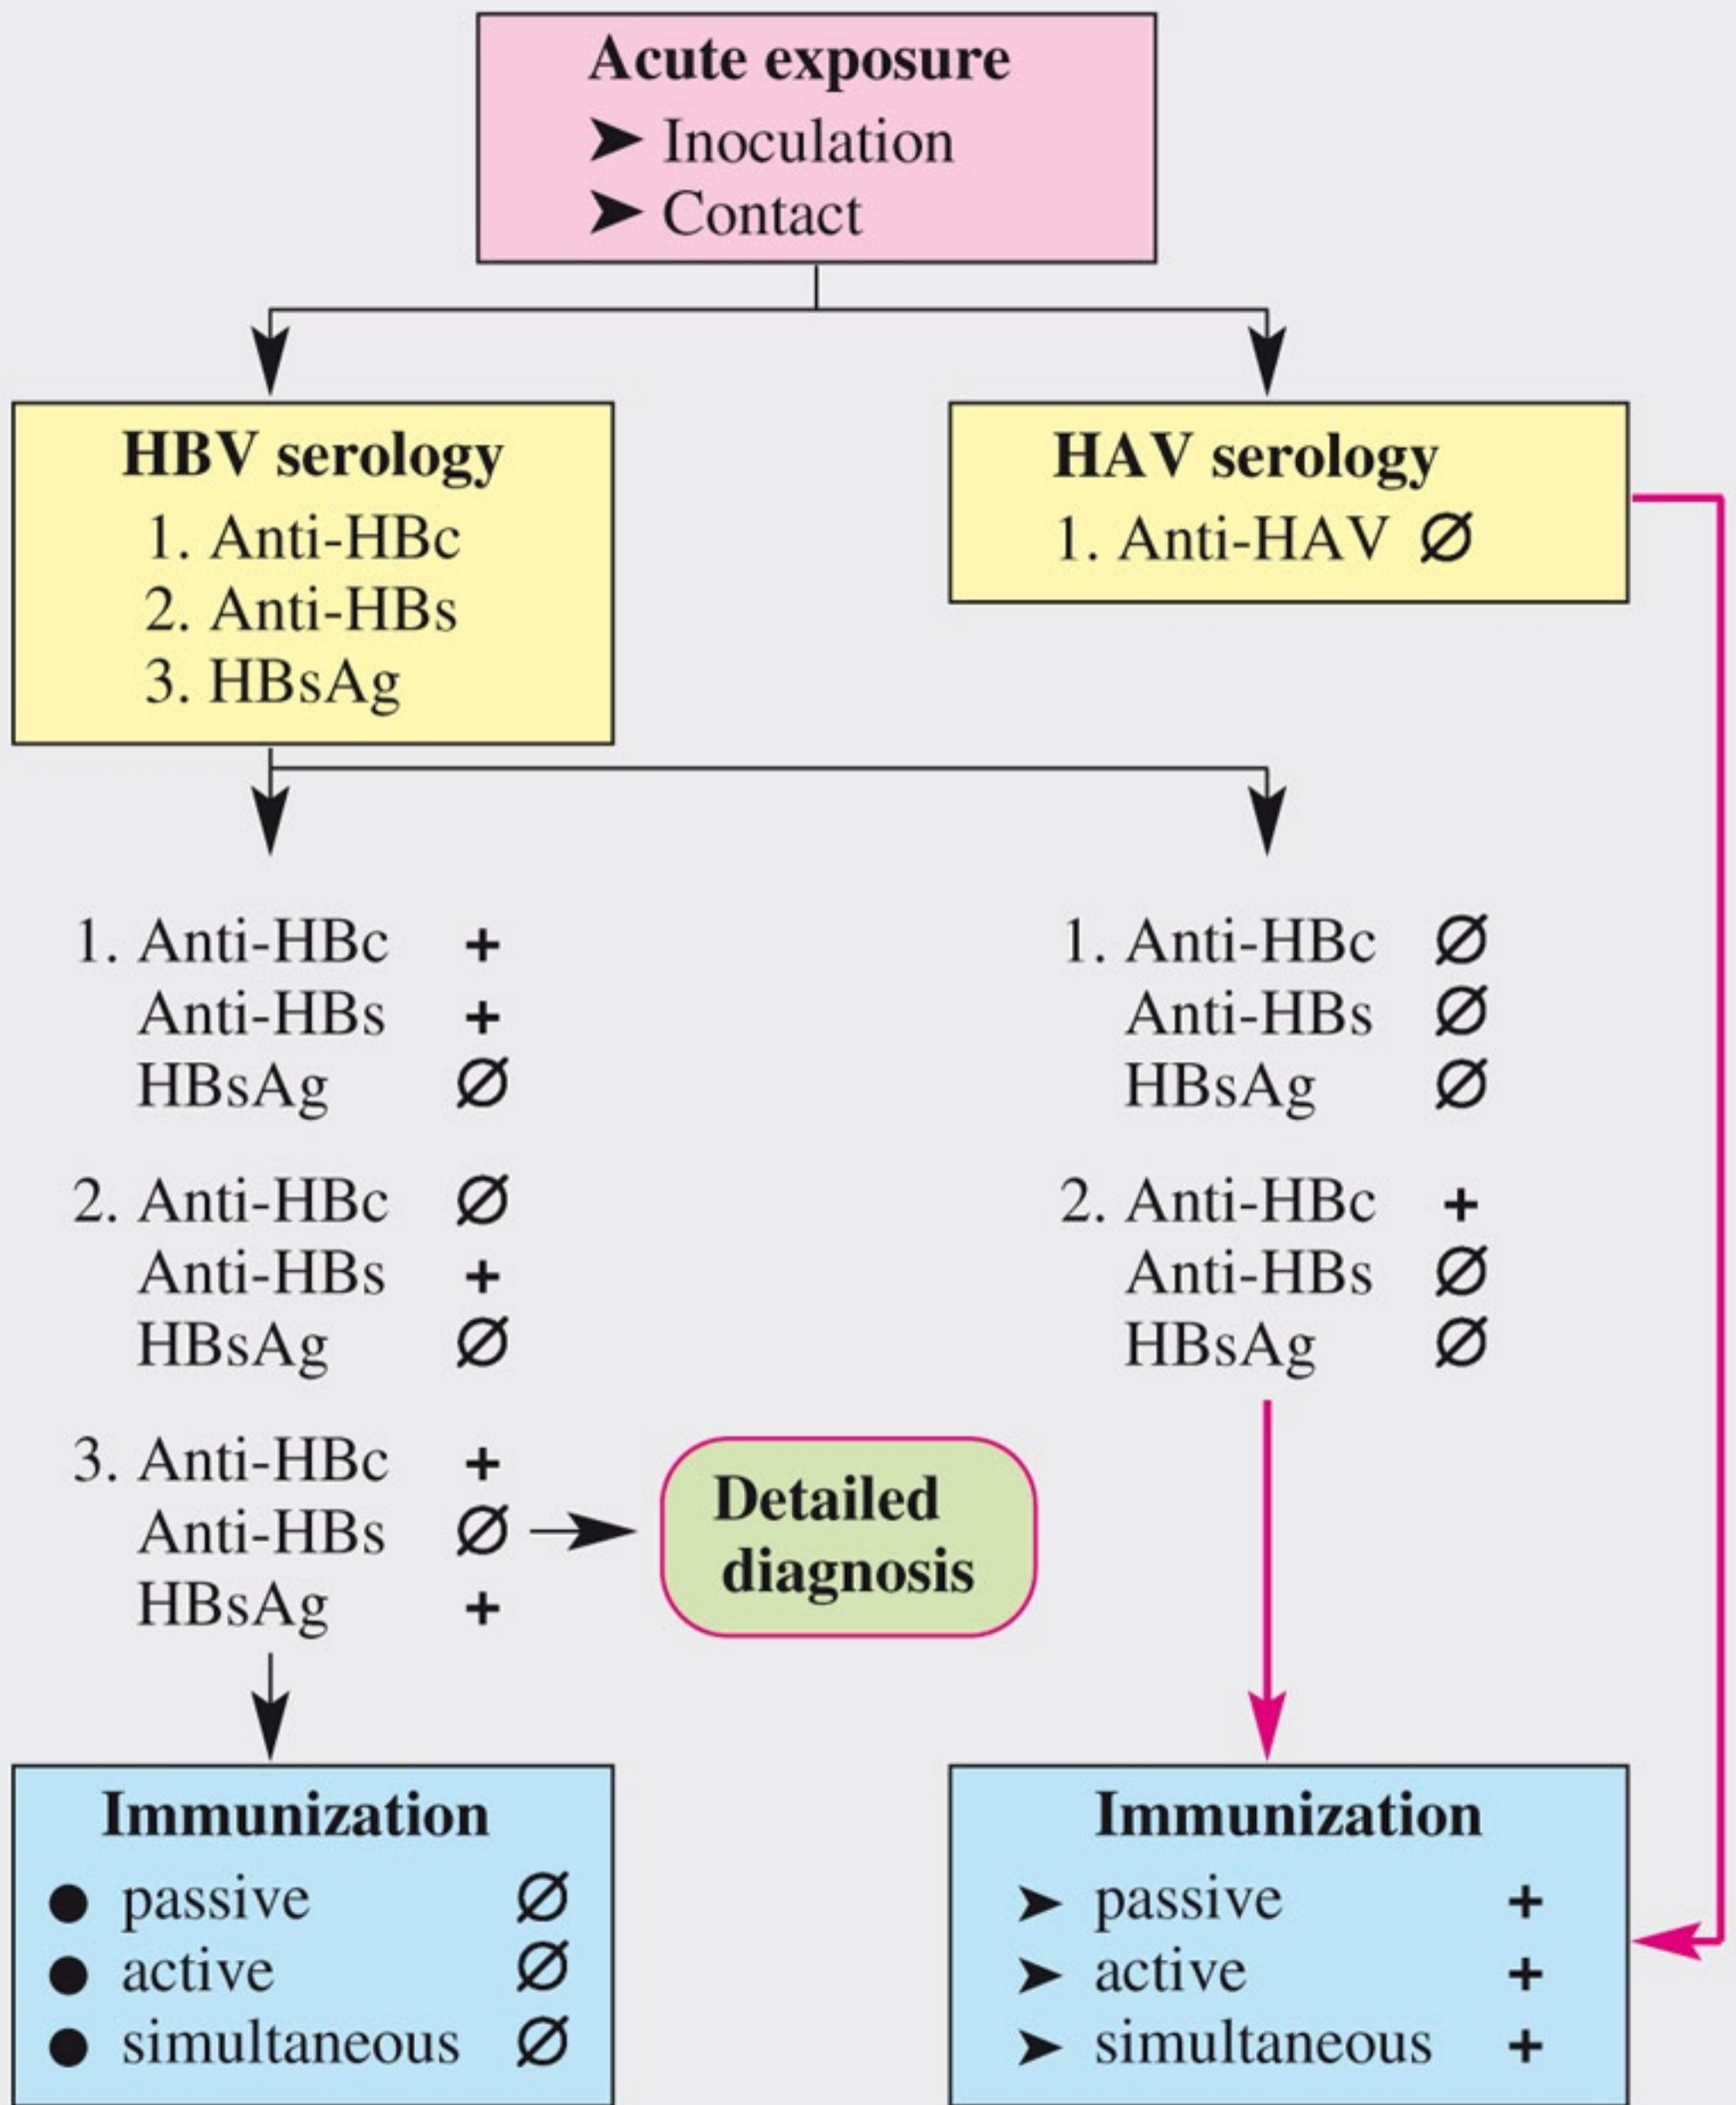 Acute exposure
➤ Inoculation
➤ Contact
HBV serology
1. Anti-HBc
2. Anti-HBs
3. HBsAg
HAV serology
1. Anti-HAV ∅
1. Anti-HBc +
Anti-HBs +
HBsAg ∅
2. Anti-HBc ∅
Anti-HBs +
HBsAg ∅
3. Anti-HBc +
Anti-HBs ∅
HBsAg +
Detailed
diagnosis
1. Anti-HBc ∅
Anti-HBs ∅
HBsAg ∅
2. Anti-HBc +
Anti-HBs ∅
HBsAg ∅
Immunization
● passive ∅
● active ∅
● simultaneous ∅
Immunization
➤ passive +
➤ active +
➤ simultaneous +